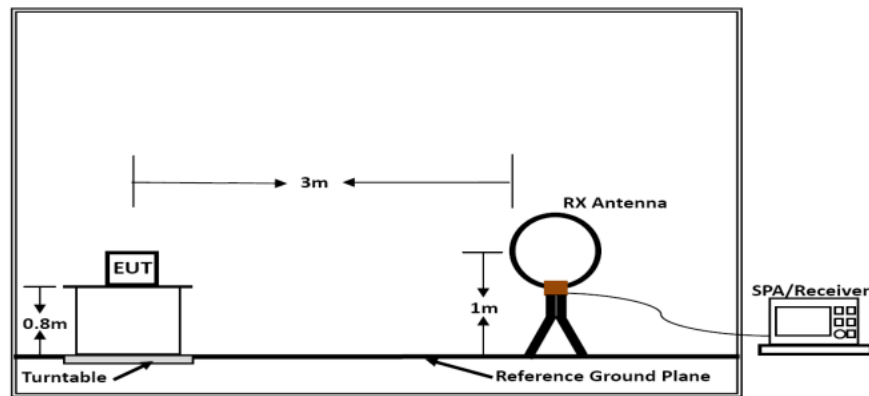 3m
RX Antenna
EUT
SPA/Receiver
0.8m
1m
Turntable
Reference Ground Plane